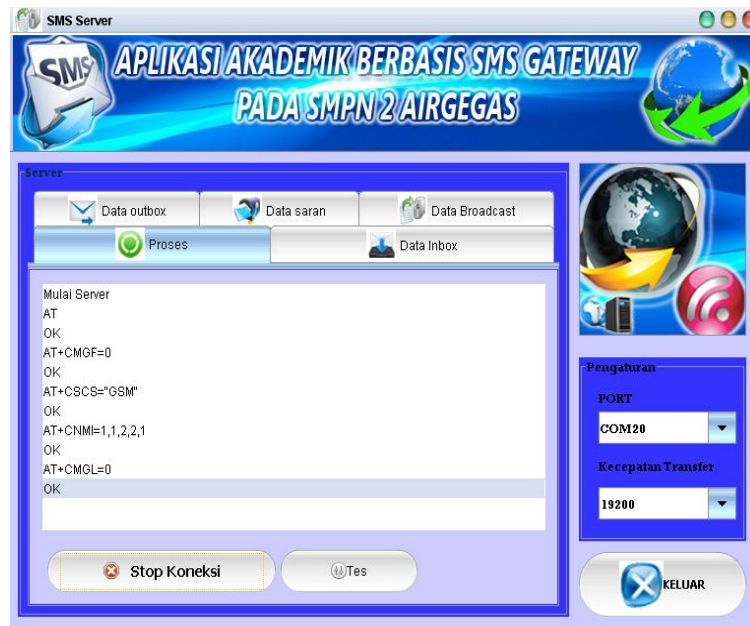 SMS Server
SMS
APLIKASI AKADEMIK BERBASIS SMS GATEWAY
PADA SMPN 2 AIRGEGAS
Server
Data outbox
Data saran
Data Broadcast
Proses
Data Inbox
Mulai Server
AT
OK
AT+CMGF=0
OK
AT+CSCS="GSM"
OK
AT+CNMI=1,1,2,2,1
OK
AT+CMGL=0
OK
Stop Koneksi
Tes
Pengaturan
PORT
COM20
Kecepatan Transfer
19200
KELUAR